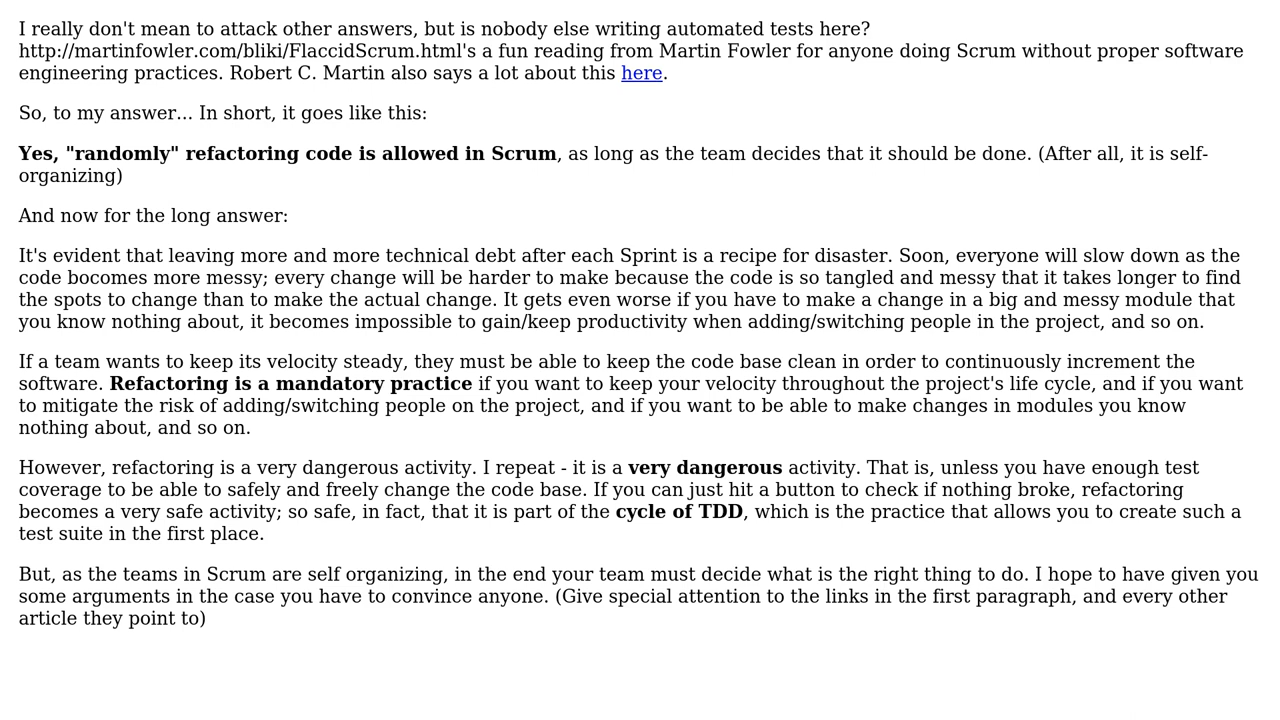 I really don't mean to attack other answers, but is nobody else writing automated tests here?
http://martinfowler.com/bliki/FlaccidScrum.html's a fun reading from Martin Fowler for anyone doing Scrum without proper software
engineering practices. Robert C. Martin also says a lot about this here.
So, to my answer... In short, it goes like this:
Yes, "randomly" refactoring code is allowed in Scrum, as long as the team decides that it should be done. (After all, it is self-
organizing)
And now for the long answer:
It's evident that leaving more and more technical debt after each Sprint is a recipe for disaster. Soon, everyone will slow down as the
code bocomes more messy; every change will be harder to make because the code is so tangled and messy that it takes longer to find
the spots to change than to make the actual change. It gets even worse if you have to make a change in a big and messy module that
you know nothing about, it becomes impossible to gain/keep productivity when adding/switching people in the project, and so on.
If a team wants to keep its velocity steady, they must be able to keep the code base clean in order to continuously increment the
software. Refactoring is a mandatory practice if you want to keep your velocity throughout the project's life cycle, and if you want
to mitigate the risk of adding/switching people on the project, and if you want to be able to make changes in modules you know
nothing about, and so on.
However, refactoring is a very dangerous activity. I repeat - it is a very dangerous activity. That is, unless you have enough test
coverage to be able to safely and freely change the code base. If you can just hit a button to check if nothing broke, refactoring
becomes a very safe activity; so safe, in fact, that it is part of the cycle of TDD, which is the practice that allows you to create such a
test suite in the first place.
But, as the teams in Scrum are self organizing, in the end your team must decide what is the right thing to do. I hope to have given you
some arguments in the case you have to convince anyone. (Give special attention to the links in the first paragraph, and every other
article they point to)